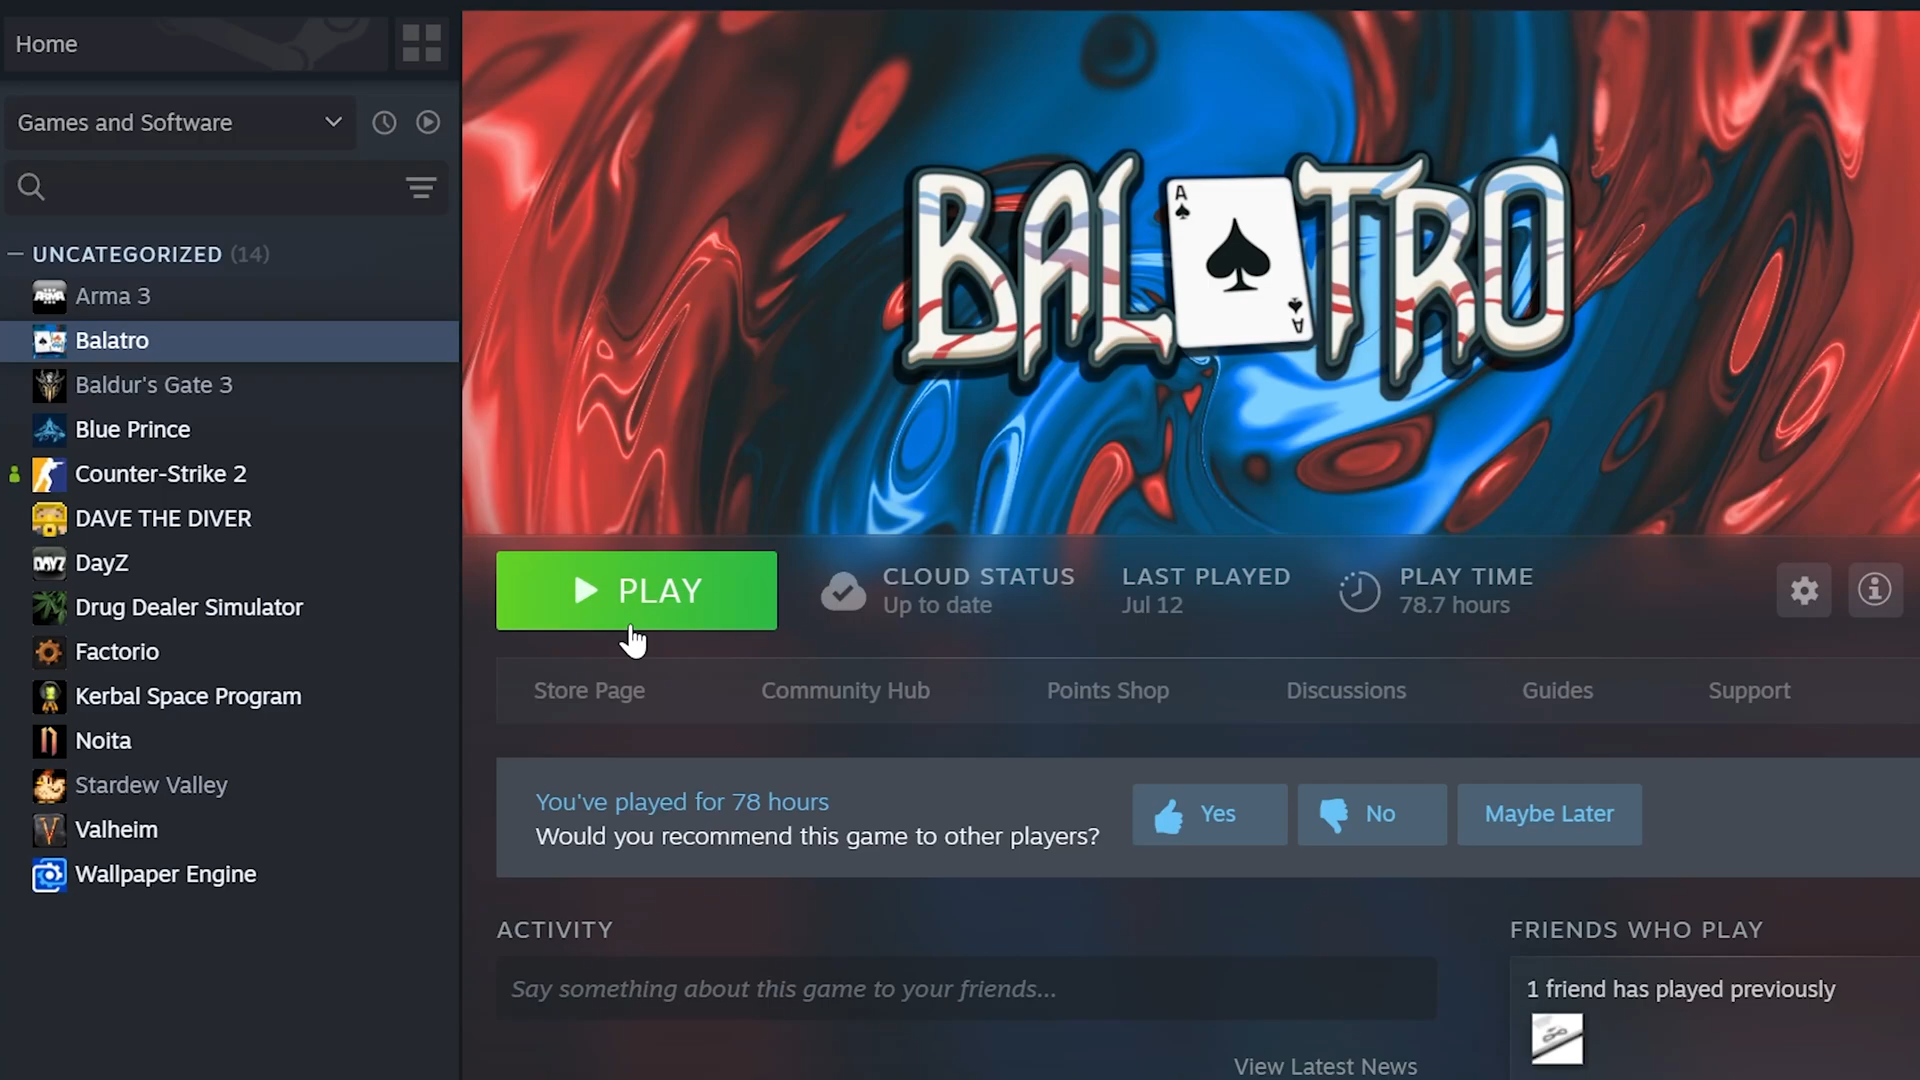 Home
Games and Software
UNCATEGORIZED (14)
Arma 3
Balatro
Baldur's Gate 3
Blue Prince
Counter-Strike 2
DAVE THE DIVER
DayZ
Drug Dealer Simulator
Factorio
Kerbal Space Program
Noita
Stardew Valley
Valheim
Wallpaper Engine
BALATRO
A
A
PLAY
CLOUD STATUS
Up to date
LAST PLAYED
Jul 12
PLAY TIME
78.7 hours
Store Page
Community Hub
Points Shop
Discussions
Guides
Support
You've played for 78 hours
Would you recommend this game to other players?
Yes
No
Maybe Later
ACTIVITY
Say something about this game to your friends...
View Latest News
FRIENDS WHO PLAY
1 friend has played previously